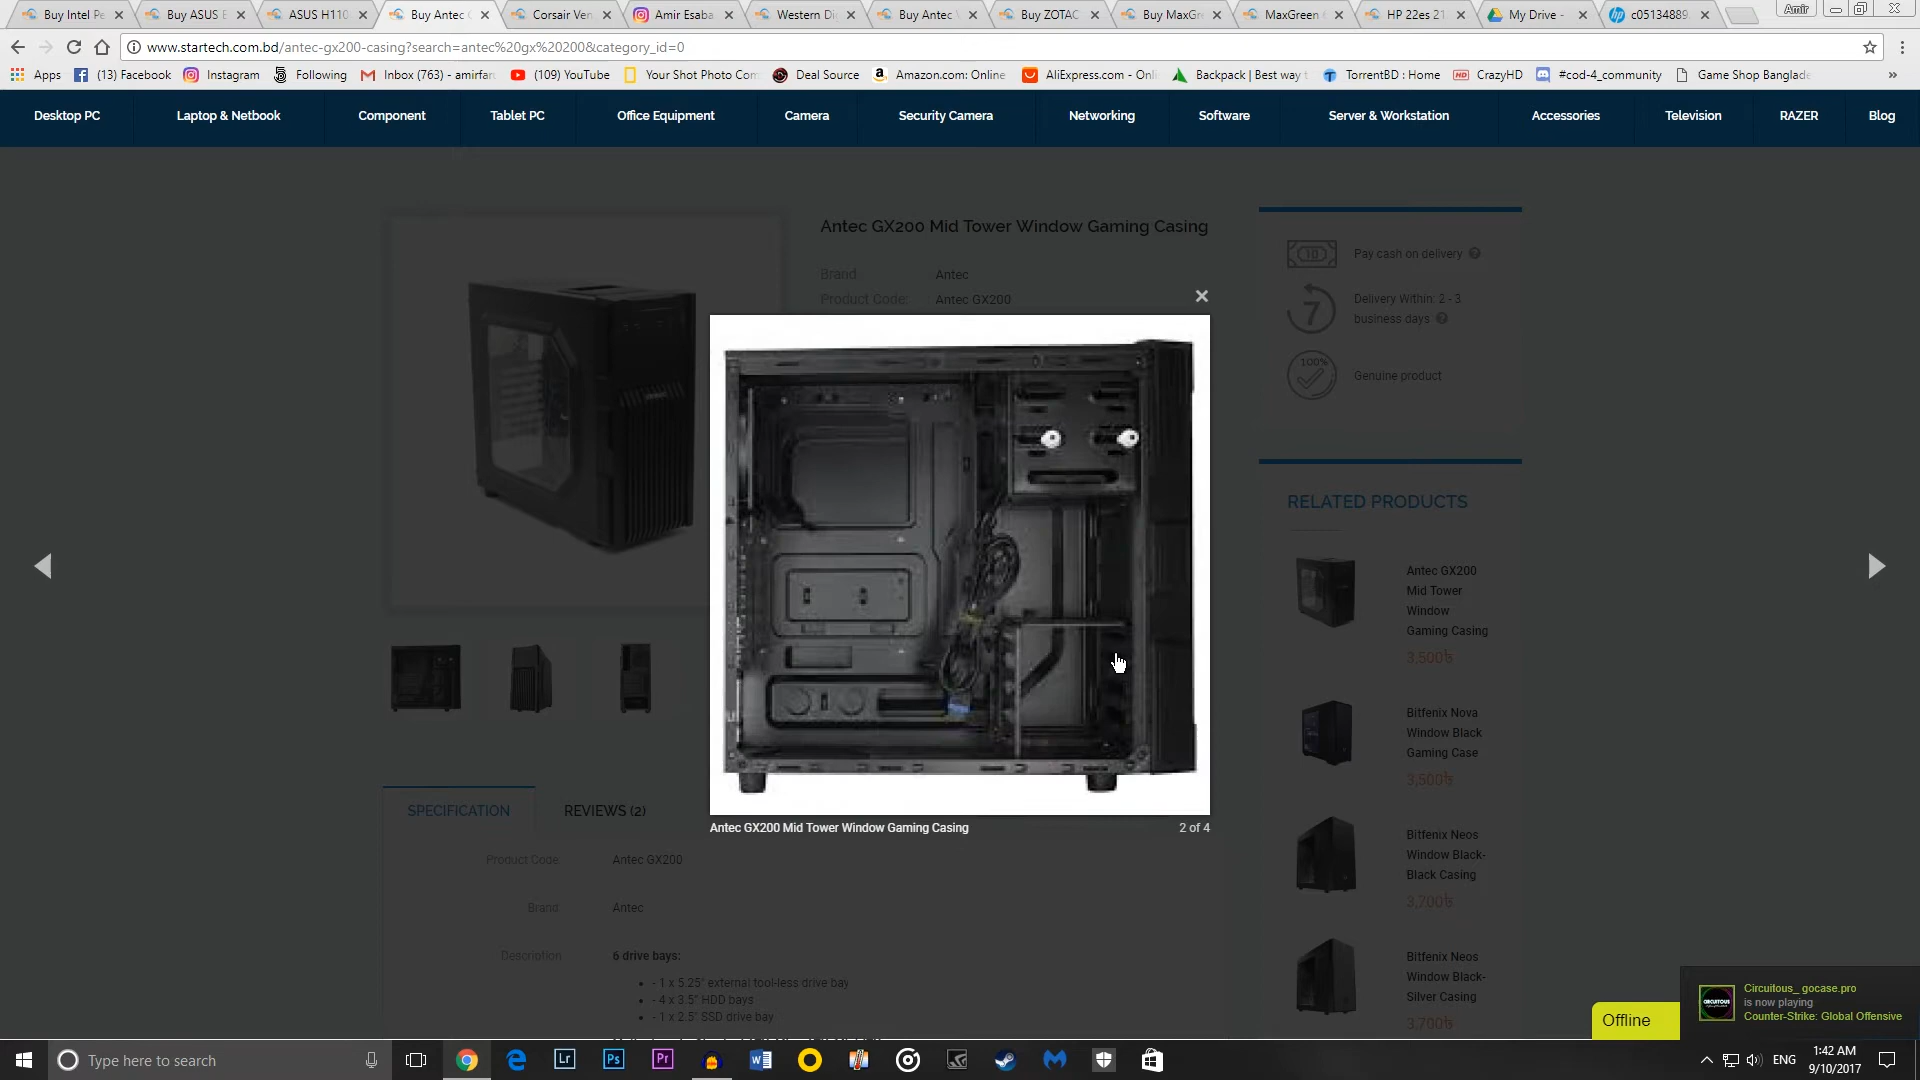 Buy Intel Pe
Buy ASUS E
ASUS H110
Buy Antec
Corsair Ven
Amir Esaba
Western Di
Buy Antec
Buy ZOTAC
Buy MaxGr
MaxGreen
HP 22es 21
My Drive -
c05134889
Amir
www.startech.com.bd/antec-gx200-casing?search=antec%20gx%20200&category_id=0
Apps
(13) Facebook
Instagram
Following
Inbox (763) - amirfar
(109) YouTube
Your Shot Photo Com
Deal Source
Amazon.com: Online
AliExpress.com - Onli
Backpack | Best way t
TorrentBD : Home
HD CrazyHD
#cod-4_community
Game Shop Banglade
Desktop PC
Laptop & Netbook
Component
Tablet PC
Office Equipment
Camera
Security Camera
Networking
Software
Server & Workstation
Accessories
Television
RAZER
Blog
Antec GX200 Mid Tower Window Gaming Casing
Brand: Antec
Product Code: Antec GX200
10 Pay cash on delivery
7 Delivery Within: 2 - 3
business days
100% Genuine product
RELATED PRODUCTS
Antec GX200
Mid Tower
Window
Gaming Casing
3,500৳
Bitfenix Nova
Window Black
Gaming Case
3,500৳
Bitfenix Neos
Window Black-
Black Casing
3,700৳
Bitfenix Neos
Window Black-
Silver Casing
3,700৳
Antec GX200 Mid Tower Window Gaming Casing
2 of 4
SPECIFICATION
REVIEWS (2)
Product Code Antec GX200
Brand Antec
Description 6 drive bays:
- 1 x 5.25" external tool-less drive bay
- 4 x 3.5" HDD bays
- 1 x 2.5" SSD drive bay
Offline
CIRCUITOUS
Circuitous_ gocase.pro
is now playing
Counter-Strike: Global Offensive
Type here to search
Lr
Ps
Pr
ENG
1:42 AM
9/10/2017